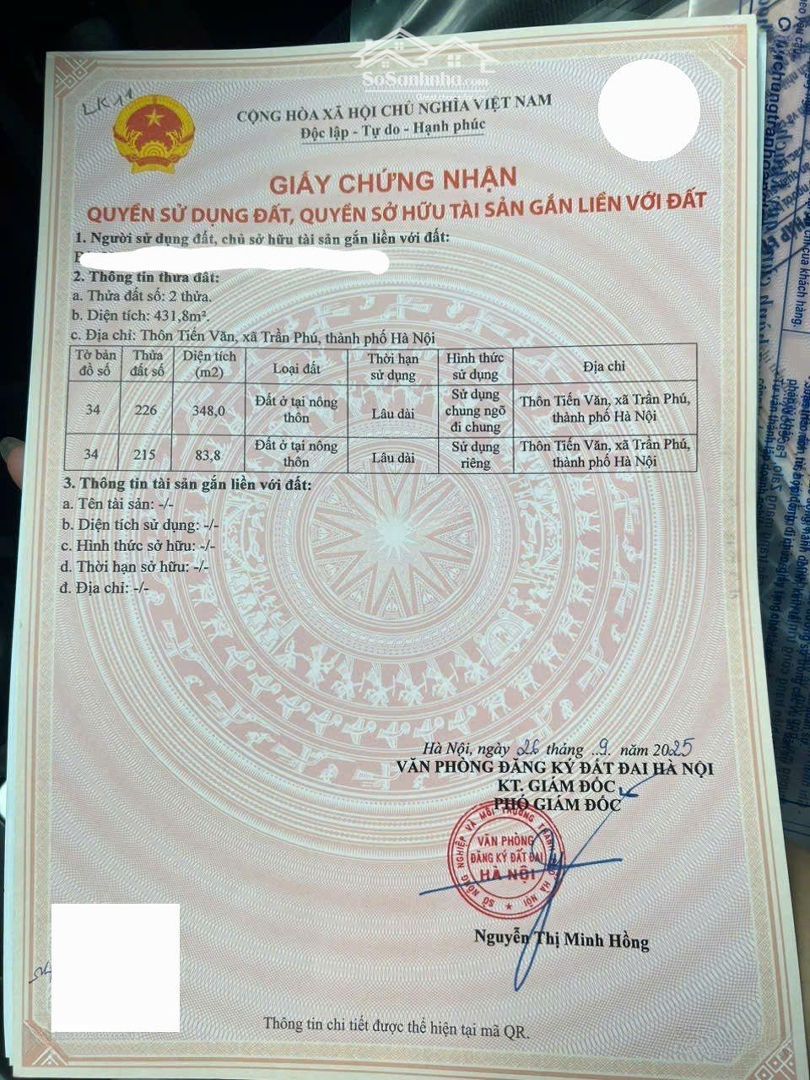 LK11
SoSanhnha.com
CỘNG HÒA XÃ HỘI CHỦ NGHĨA VIỆT NAM
Độc lập - Tự do - Hạnh phúc
GIẤY CHỨNG NHẬN
QUYỀN SỬ DỤNG ĐẤT, QUYỀN SỞ HỮU TÀI SẢN GẮN LIỀN VỚI ĐẤT
1. Người sử dụng đất, chủ sở hữu tài sản gắn liền với đất:
2. Thông tin thửa đất:
a. Thửa đất số: 2 thửa.
b. Diện tích: 431,8m².
c. Địa chỉ: Thôn Tiến Văn, xã Trần Phú, thành phố Hà Nội
Tờ bản đồ số Thửa đất số Diện tích (m2) Loại đất Thời hạn sử dụng Hình thức sử dụng Địa chỉ
34 226 348,0 Đất ở tại nông thôn Lâu dài Sử dụng chung ngõ đi chung Thôn Tiến Văn, xã Trần Phú, thành phố Hà Nội
34 215 83,8 Đất ở tại nông thôn Lâu dài Sử dụng riêng Thôn Tiến Văn, xã Trần Phú, thành phố Hà Nội
3. Thông tin tài sản gắn liền với đất:
a. Tên tài sản: -/-
b. Diện tích sử dụng: -/-
c. Hình thức sở hữu: -/-
d. Thời hạn sở hữu: -/-
đ. Địa chỉ: -/-
Hà Nội, ngày 26 tháng 9. năm 2025
VĂN PHÒNG ĐĂNG KÝ ĐẤT ĐAI HÀ NỘI
KT. GIÁM ĐỐC
PHÓ GIÁM ĐỐC
SỞ NÔNG NGHIỆP VÀ MÔI TRƯỜNG THÀNH PHỐ HÀ NỘI
VĂN PHÒNG
ĐĂNG KÝ ĐẤT ĐAI
HÀ NỘI
Nguyễn Thị Minh Hồng
Thông tin chi tiết được thể hiện tại mã QR.